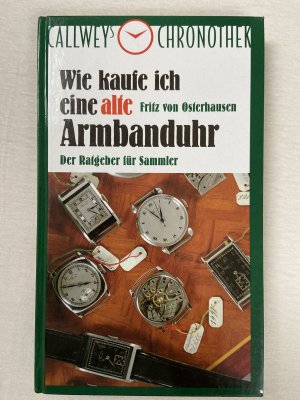 CALLWEY'S CHRONOTHEK
Wie kaufe ich
eine alte Fritz von Osterhausen
Armbanduhr
Der Ratgeber für Sammler